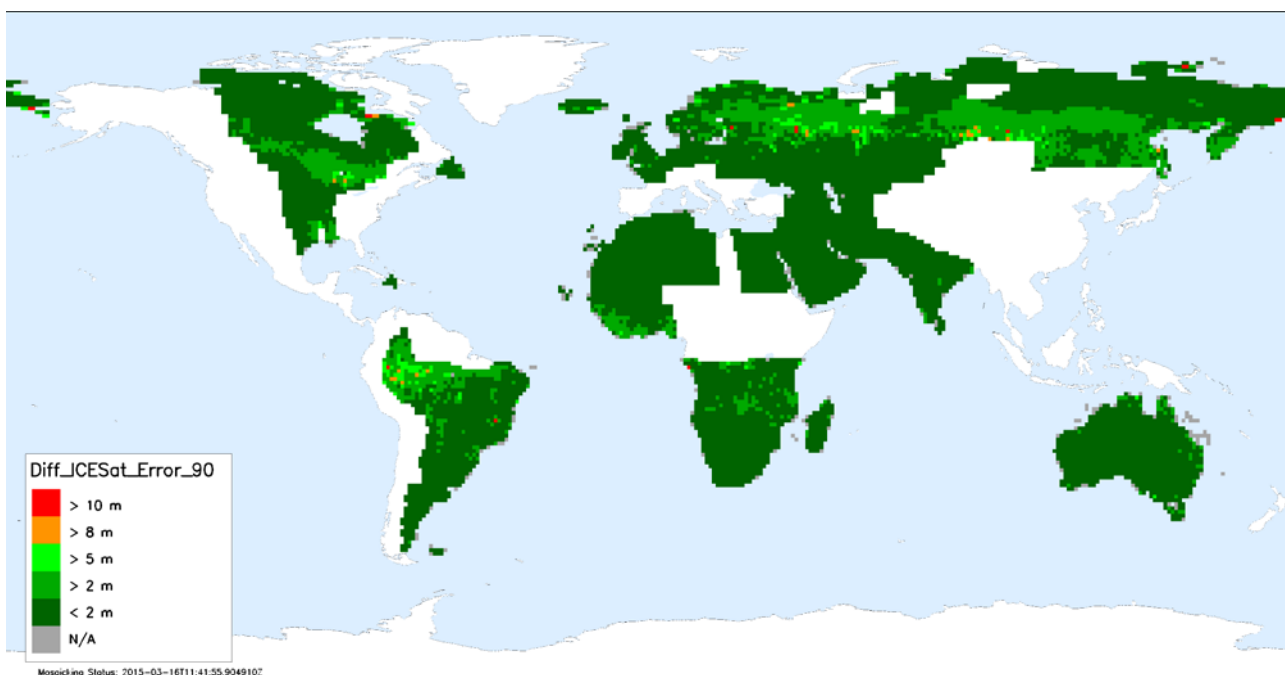 Diff_ICESat_Error_90
> 10 m
> 8 m
> 5 m
> 2 m
< 2 m
N/A
Mosaicking Status: 2015-03-16T11:41:55.904910Z